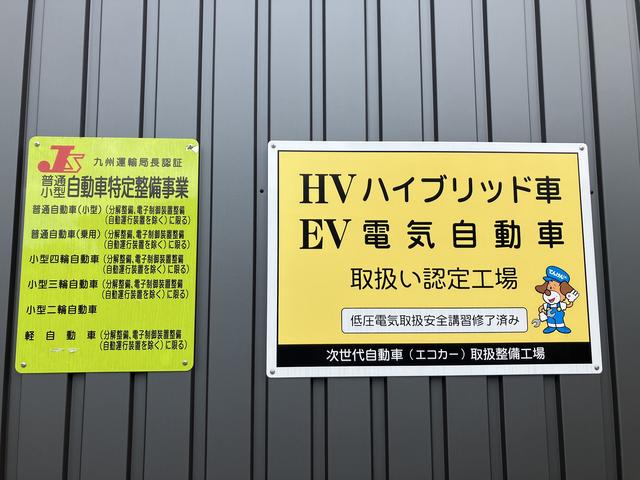 JS
九州運輸局長認証
普通
小型
自動車特定整備事業
普通自動車(小型)(分解整備、電子制御装置整備
(自動運行装置を除く)に限る)
普通自動車(乗用)(分解整備、電子制御装置整備
(自動運行装置を除く)に限る)
小型四輪自動車(分解整備、電子制御装置整備
(自動運行装置を除く)に限る)
小型三輪自動車(分解整備、電子制御装置整備
(自動運行装置を除く)に限る)
小型二輪自動車
軽自動車(分解整備、電子制御装置整備
(自動運行装置を除く)に限る)
HVハイブリッド車
EV電気自動車
取扱い認定工場
低圧電気取扱安全講習修了済み
次世代自動車(エコカー)取扱整備工場